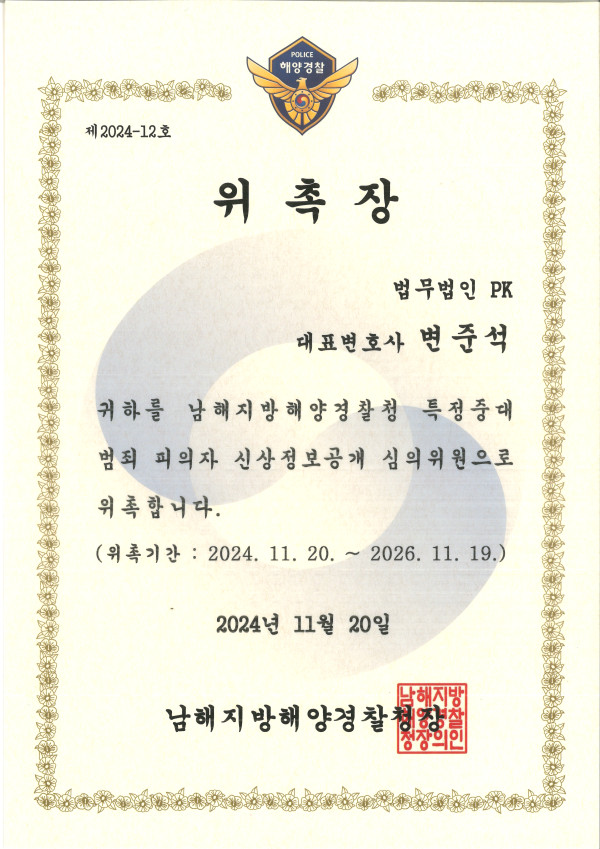 POLICE
해양경찰
제2024-12호
위 촉 장
법무법인 PK
대표변호사 변준석
귀하를 남해지방해양경찰청 특정중대
범죄 피의자 신상정보공개 심의위원으로
위촉합니다.
(위촉기간 : 2024. 11. 20. ~ 2026. 11. 19.)
2024년 11월 20일
남해지방해양경찰청장
남해지방
해양경찰
청장의인